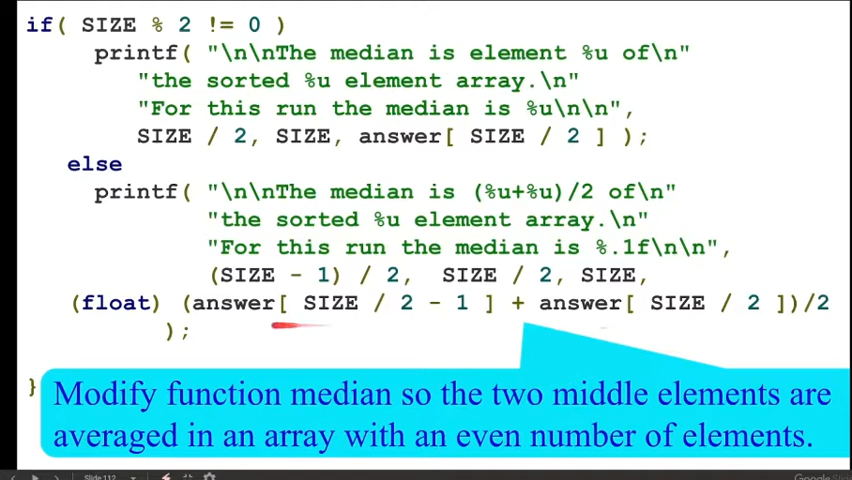 if( SIZE % 2 != 0 )
printf( "\n\nThe median is element %u of\n"
"the sorted %u element array.\n"
"For this run the median is %u\n\n",
SIZE / 2, SIZE, answer[ SIZE / 2 ] );
else
printf( "\n\nThe median is (%u+%u)/2 of\n"
"the sorted %u element array.\n"
"For this run the median is %.1f\n\n",
(SIZE - 1) / 2, SIZE / 2, SIZE,
(float) (answer[ SIZE / 2 - 1 ] + answer[ SIZE / 2 ])/2
);
}
Modify function median so the two middle elements are
averaged in an array with an even number of elements.
Slide 112
Google Slides